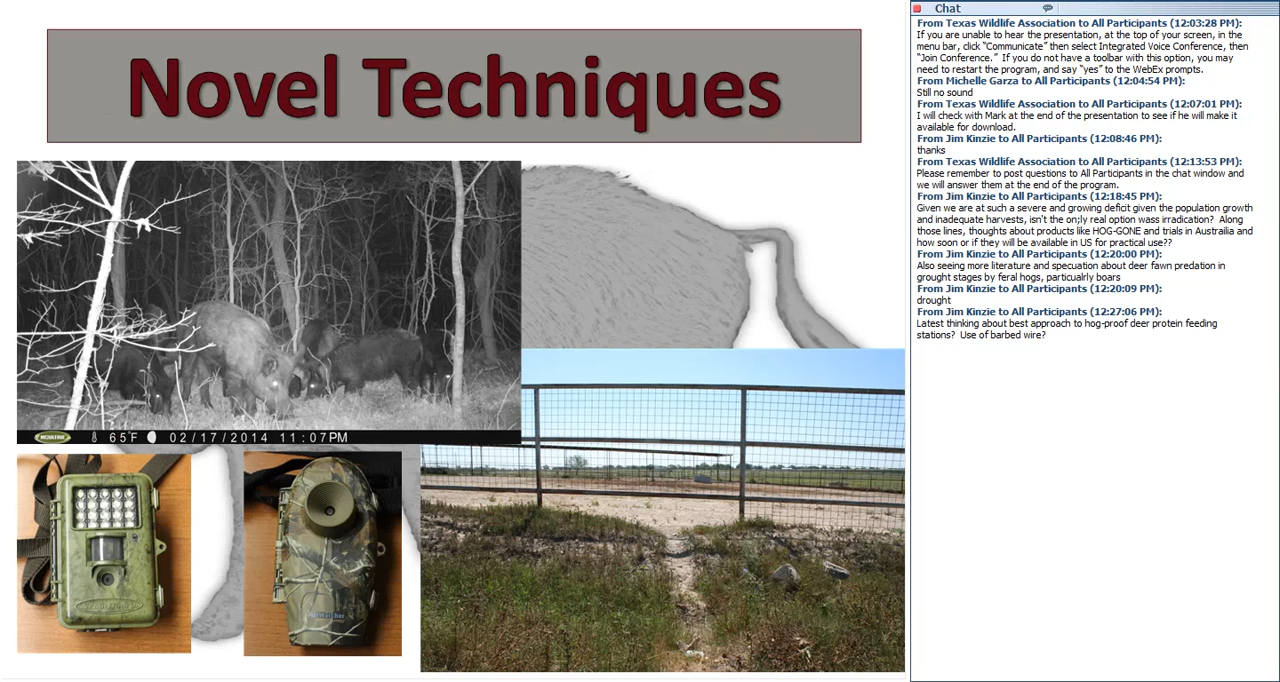 Novel Techniques
65°F 02/17/2014 11:07PM
Chat
From Texas Wildlife Association to All Participants (12:03:28 PM):
If you are unable to hear the presentation, at the top of your screen, in the
menu bar, click “Communicate” then select Integrated Voice Conference, then
“Join Conference.”  If you do not have a toolbar with this option, you may
need to restart the program, and say “yes” to the WebEx prompts.
From Michelle Garza to All Participants (12:04:54 PM):
Still no sound
From Texas Wildlife Association to All Participants (12:07:01 PM):
I will check with Mark at the end of the presentation to see if he will make it
available for download.
From Jim Kinzie to All Participants (12:08:46 PM):
thanks
From Texas Wildlife Association to All Participants (12:13:53 PM):
Please remember to post questions to All Participants in the chat window and
we will answer them at the end of the program.
From Jim Kinzie to All Participants (12:18:45 PM):
Given we are at such a severe and growing deficit given the population growth
and inadequate harvests, isn't the on;ly real option wass irradication?  Along
those lines, thoughts about products like HOG-GONE and trials in Austrailia and
how soon or if they will be available in US for practical use??
From Jim Kinzie to All Participants (12:20:00 PM):
Also seeing more literature and specuation about deer fawn predation in
grought stages by feral hogs, particualrly boars
From Jim Kinzie to All Participants (12:20:09 PM):
drought
From Jim Kinzie to All Participants (12:27:06 PM):
Latest thinking about best approach to hog-proof deer protein feeding
stations?  Use of barbed wire?